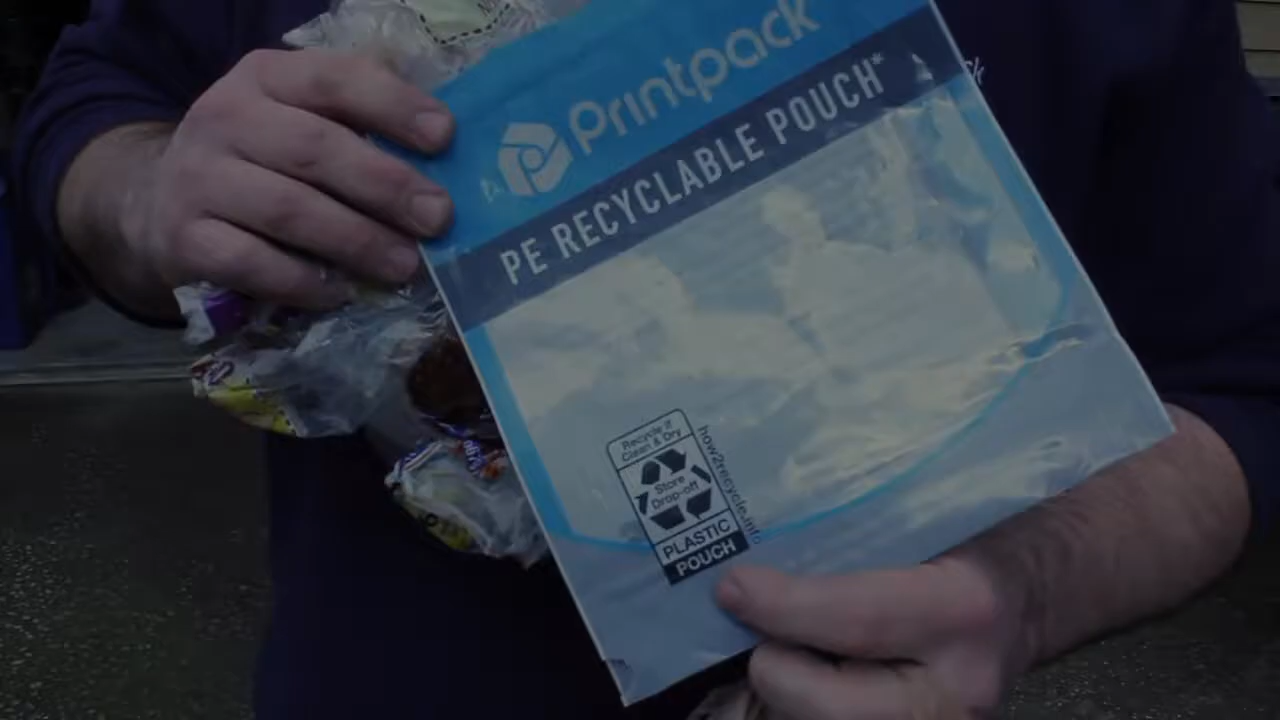 Printpack
PE RECYCLABLE POUCH*
Recycle if
Clean & Dry
Store
Drop-off
PLASTIC
POUCH
how2recycle.info